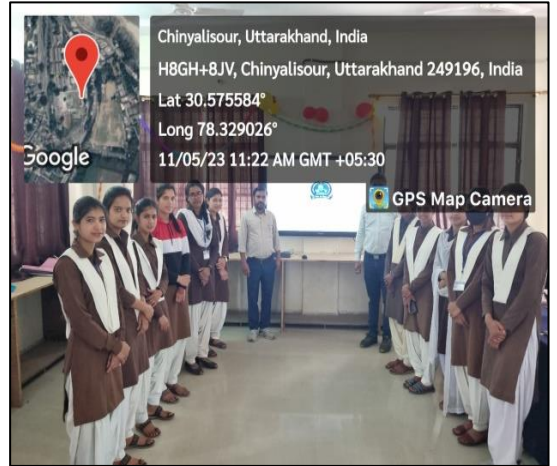 Chinyalisour, Uttarakhand, India
H8GH+8JV, Chinyalisour, Uttarakhand 249196, India
Lat 30.575584°
Long 78.329026°
11/05/23 11:22 AM GMT +05:30
Google
GPS Map Camera